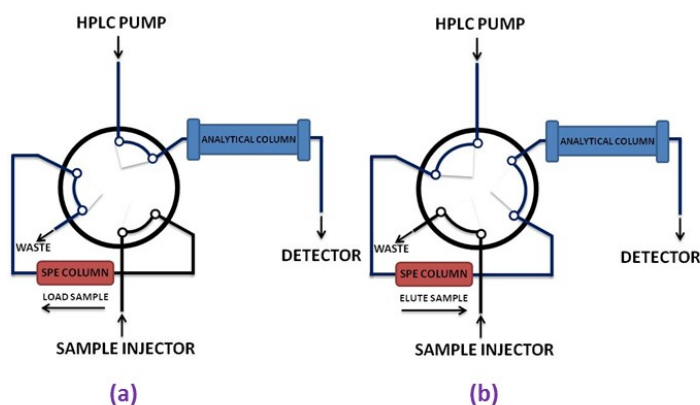 HPLC PUMP
ANALYTICAL COLUMN
WASTE
DETECTOR
SPE COLUMN
LOAD SAMPLE
SAMPLE INJECTOR
(a)
HPLC PUMP
ANALYTICAL COLUMN
WASTE
DETECTOR
SPE COLUMN
ELUTE SAMPLE
SAMPLE INJECTOR
(b)